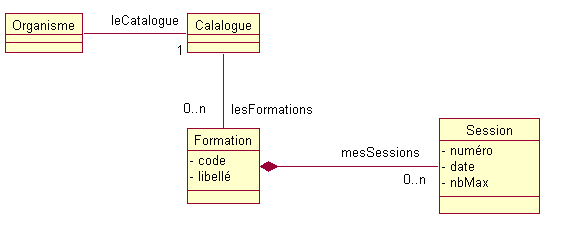 Organisme
leCatalogue
1
Calalogue
0..n
lesFormations
Formation
- code
- libellé
mesSessions
0..n
Session
- numéro
- date
- nbMax